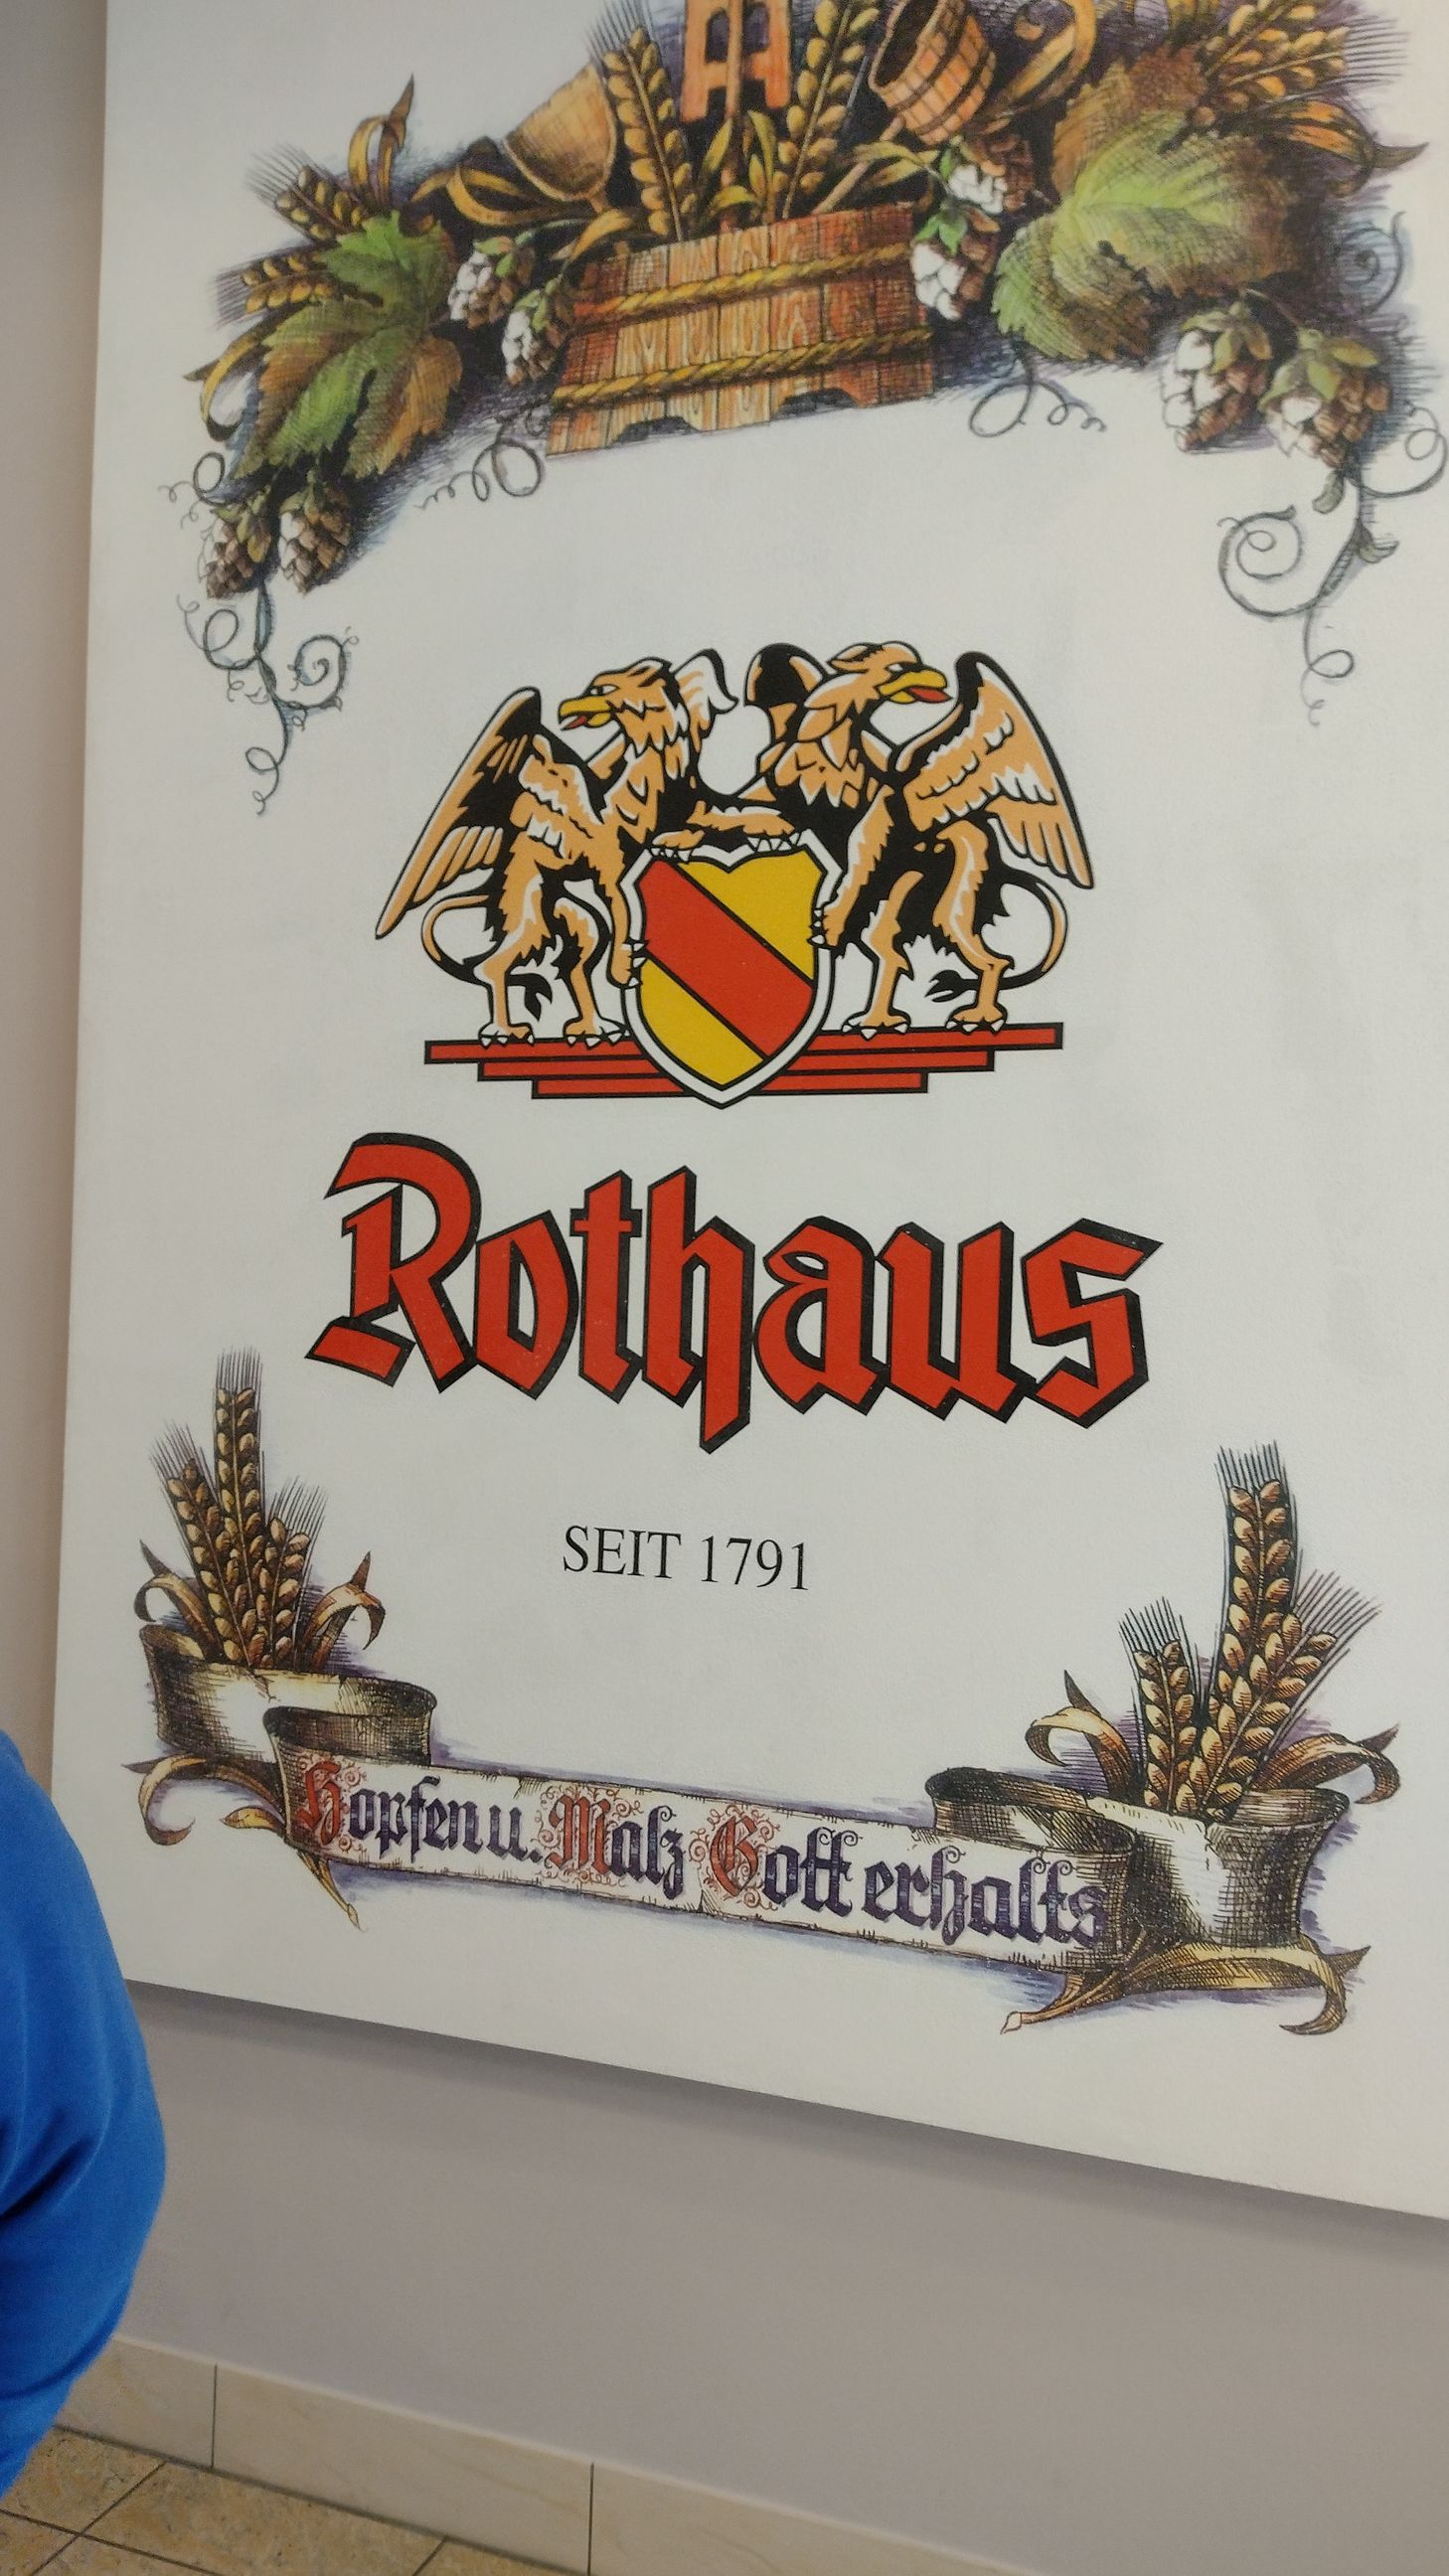 Rothaus
SEIT 1791
Hopfen u. Malz Gott erhalts